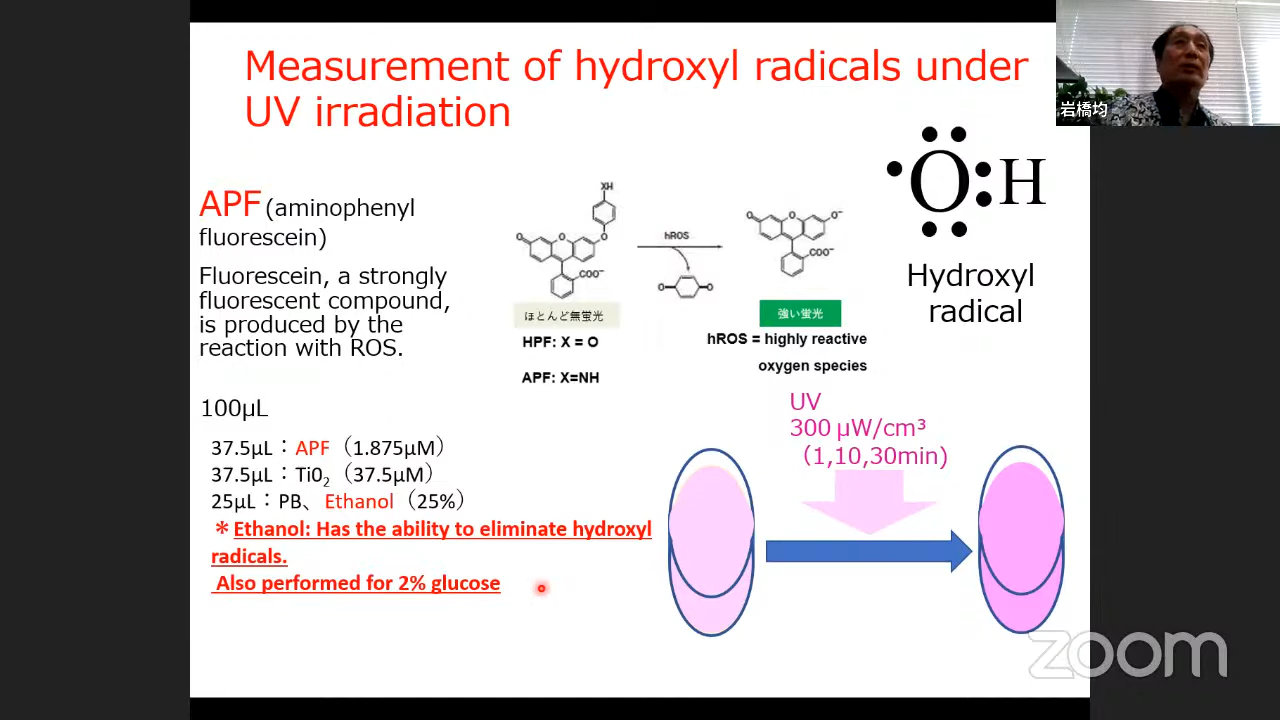 Measurement of hydroxyl radicals under
UV irradiation
岩橋均
APF (aminophenyl
fluorescein)
Fluorescein, a strongly
fluorescent compound,
is produced by the
reaction with ROS.
XH
O
O
O
COO⁻
ほとんど無蛍光
HPF: X = O
APF: X=NH
hROS
O
O
O
O
O⁻
COO⁻
強い蛍光
hROS = highly reactive
oxygen species
O:H
Hydroxyl
radical
100μL
37.5μL：APF（1.875μM）
37.5μL：Ti0₂（37.5μM）
25μL：PB、Ethanol（25%）
＊Ethanol: Has the ability to eliminate hydroxyl
radicals.
Also performed for 2% glucose
UV
300 μW/cm³
（1,10,30min)
zoom